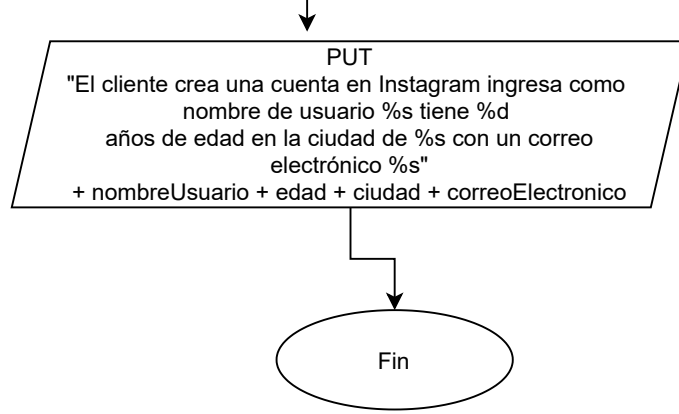 PUT
"El cliente crea una cuenta en Instagram ingresa como
nombre de usuario %s tiene %d
años de edad en la ciudad de %s con un correo
electrónico %s"
+ nombreUsuario + edad + ciudad + correoElectronico
Fin